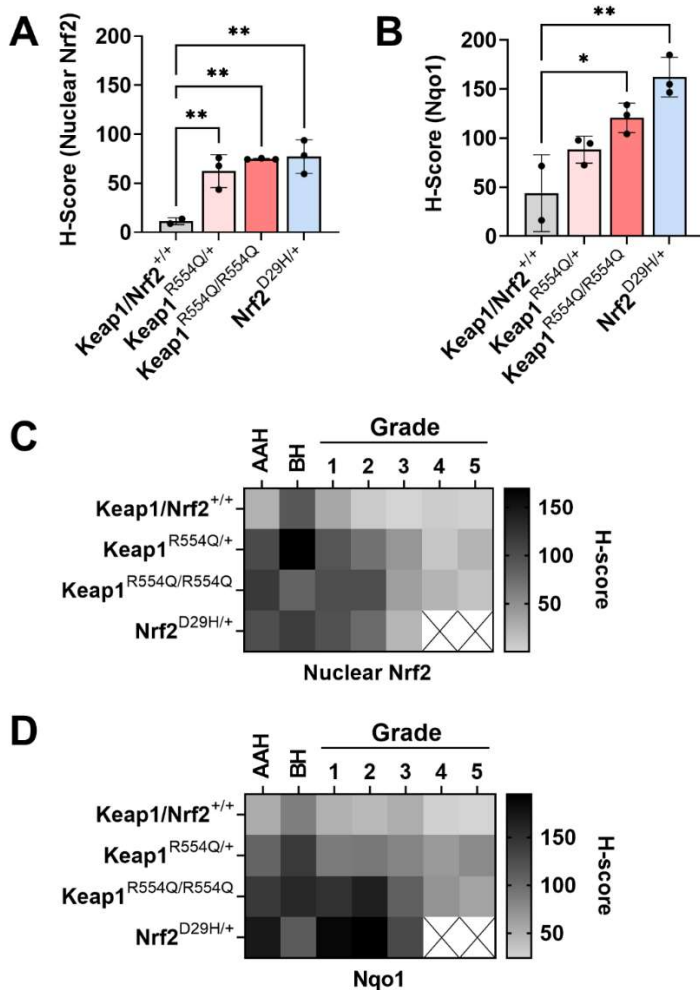 A
H-Score (Nuclear Nrf2)
200
150
100
50
0
**
**
**
Keap1/Nrf2+/+
Keap1R554Q/+
Keap1R554Q/R554Q
Nrf2D29H/+
B
H-Score (Nqo1)
200
150
100
50
0
**
*
Keap1/Nrf2+/+
Keap1R554Q/+
Keap1R554Q/R554Q
Nrf2D29H/+
C
Grade
AAH BH 1 2 3 4 5
Keap1/Nrf2+/+
Keap1R554Q/+
Keap1R554Q/R554Q
Nrf2D29H/+
150
100
50
H-score
Nuclear Nrf2
D
Grade
AAH BH 1 2 3 4 5
Keap1/Nrf2+/+
Keap1R554Q/+
Keap1R554Q/R554Q
Nrf2D29H/+
150
100
50
H-score
Nqo1